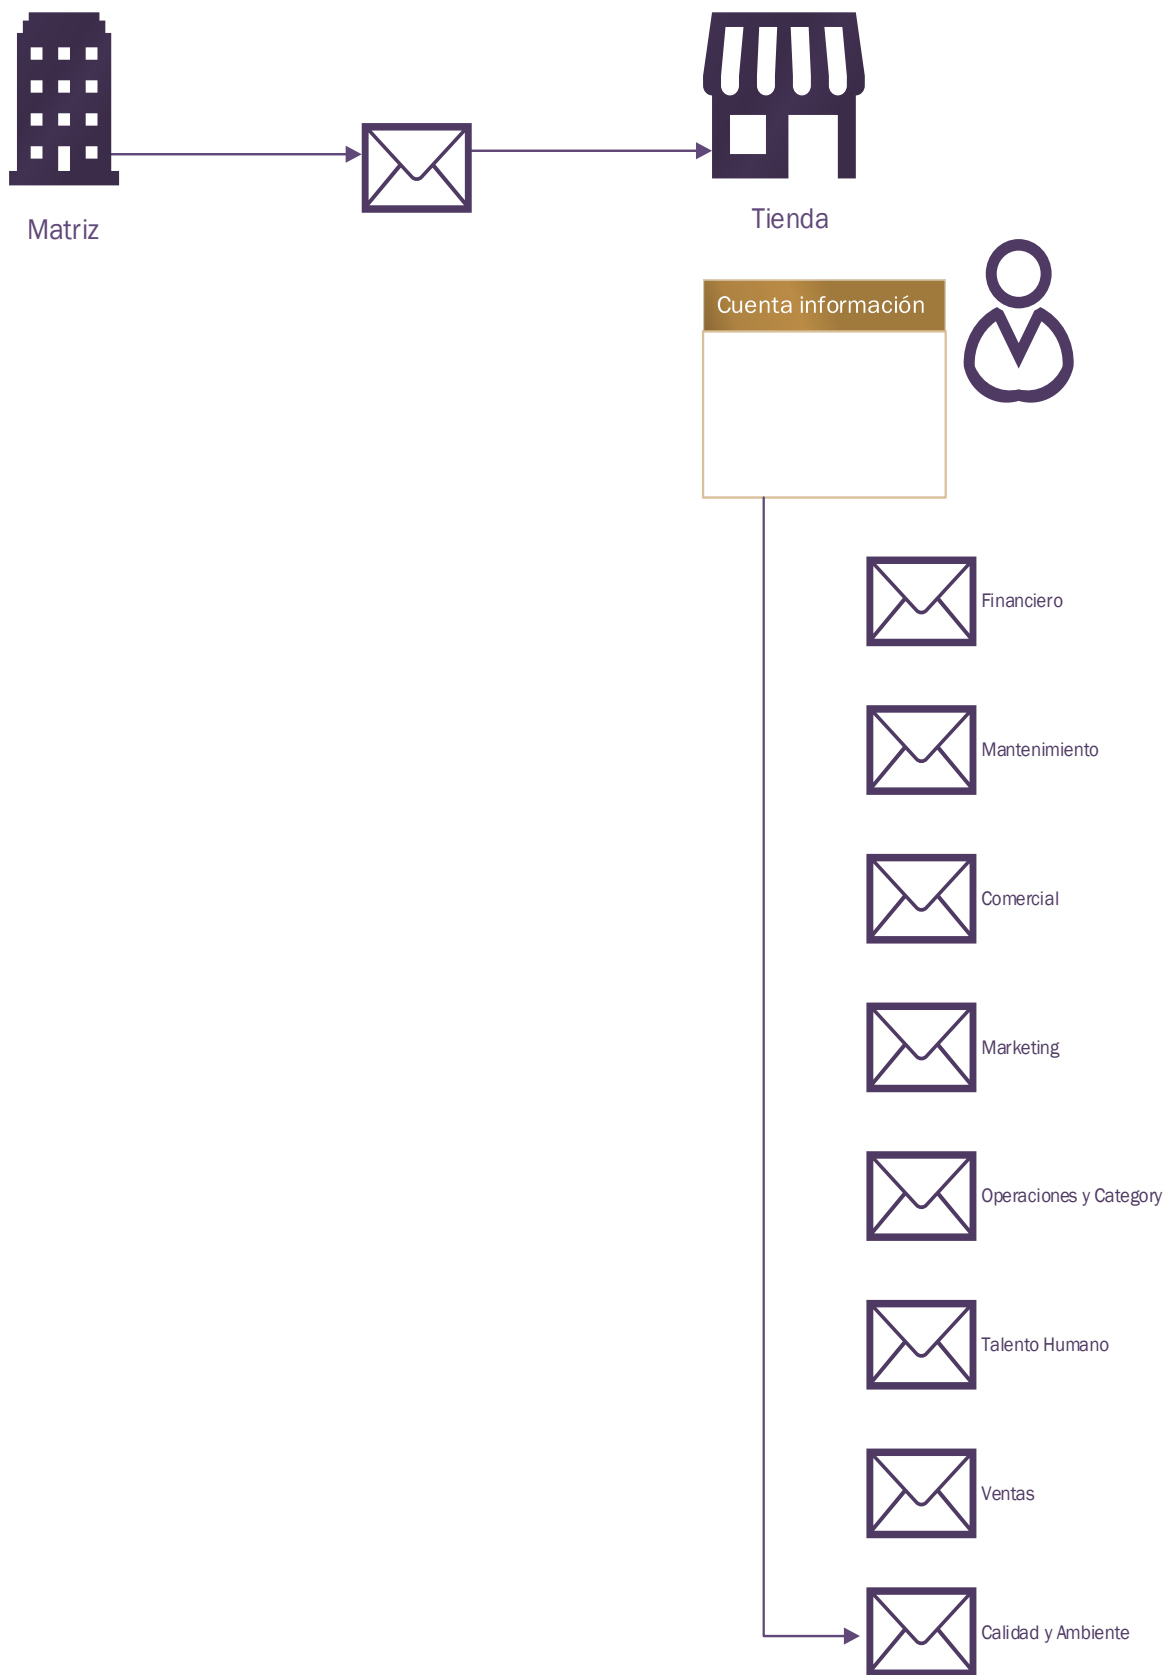 Matriz
Tienda
Cuenta información
Financiero
Mantenimiento
Comercial
Marketing
Operaciones y Category
Talento Humano
Ventas
Calidad y Ambiente